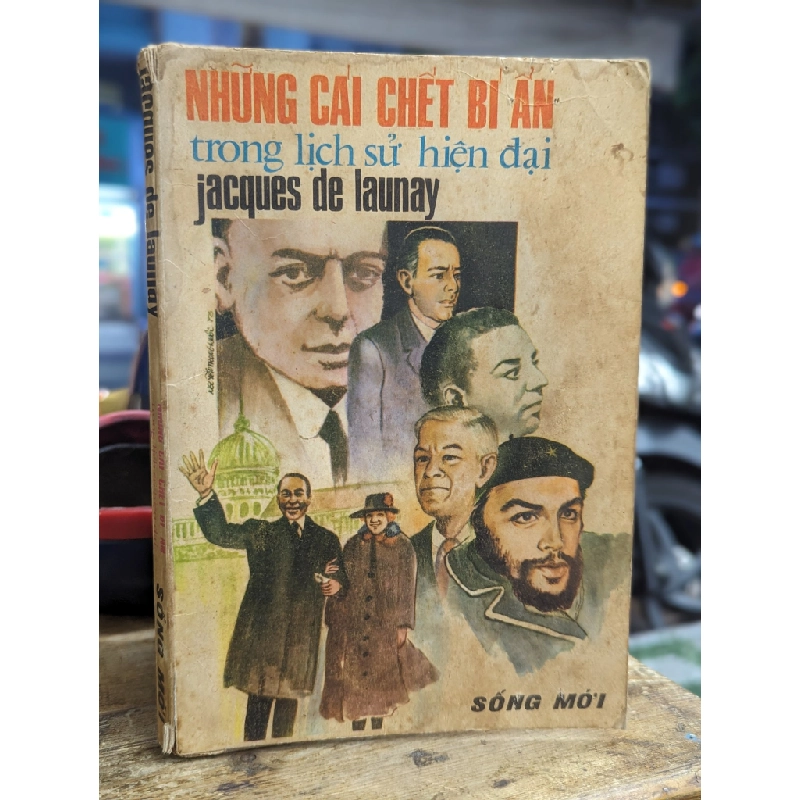 NHỮNG CÁI CHẾT BÍ ẨN
trong lịch sử hiện đại
jacques de launay
SỐNG MỚI
jacques de launay
SỐNG MỚI